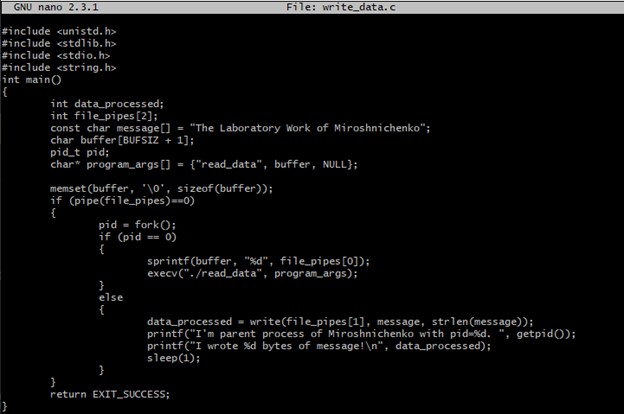 GNU nano 2.3.1 File: write_data.c
#include <unistd.h>
#include <stdlib.h>
#include <stdio.h>
#include <string.h>
int main()
{
int data_processed;
int file_pipes[2];
const char message[] = "The Laboratory Work of Miroshnichenko";
char buffer[BUFSIZ + 1];
pid_t pid;
char* program_args[] = {"read_data", buffer, NULL};
memset(buffer, '\0', sizeof(buffer));
if (pipe(file_pipes)==0)
{
pid = fork();
if (pid == 0)
{
sprintf(buffer, "%d", file_pipes[0]);
execv("./read_data", program_args);
}
else
{
data_processed = write(file_pipes[1], message, strlen(message));
printf("I'm parent process of Miroshnichenko with pid=%d. ", getpid());
printf("I wrote %d bytes of message!\n", data_processed);
sleep(1);
}
}
return EXIT_SUCCESS;
}